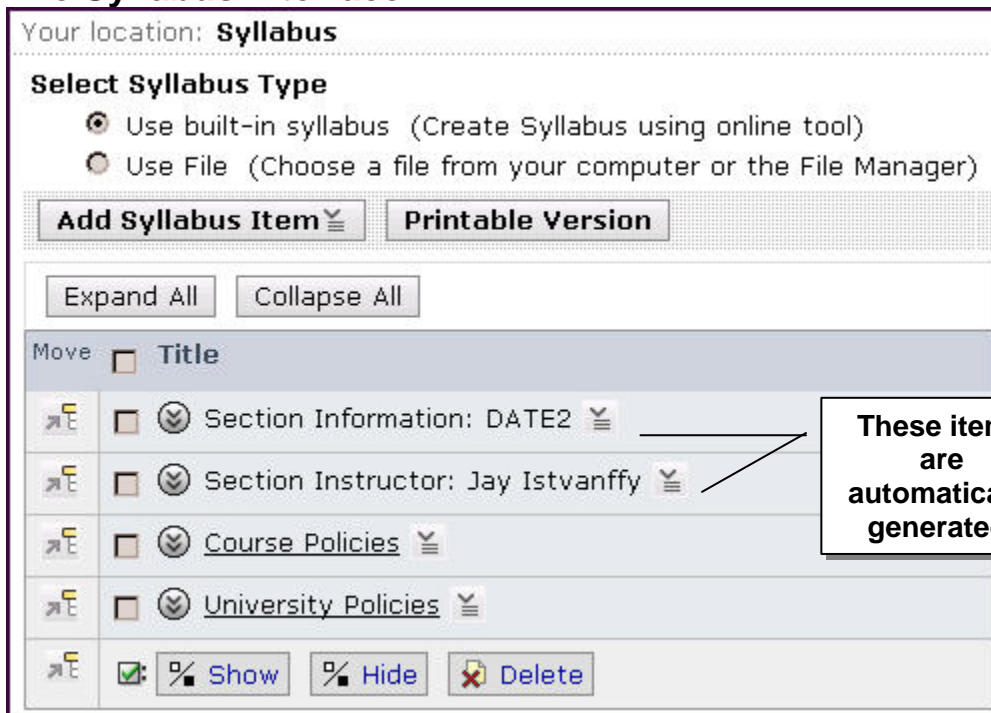 Your location: Syllabus
Select Syllabus Type
Use built-in syllabus (Create Syllabus using online tool)
Use File (Choose a file from your computer or the File Manager)
Add Syllabus Item Printable Version
Expand All Collapse All
Move Title
Section Information: DATE2
Section Instructor: Jay Istvanffy
These
are
Course Policies
University Policies
Show Hide Delete